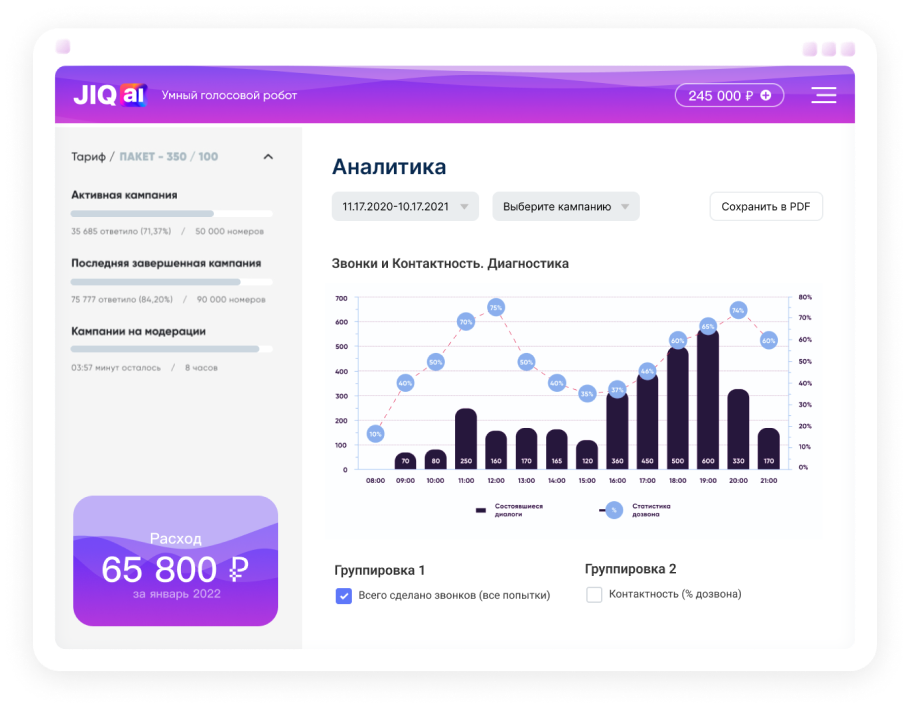 JIQ ai
Умный голосовой робот
245 000 ₽
Тариф / ПАКЕТ - 350 / 100
Активная кампания
35 685 ответило (71,37%) / 50 000 номеров
Последняя завершенная кампания
75 777 ответило (84,20%) / 90 000 номеров
Кампании на модерации
03:57 минут осталось / 8 часов
Расход
65 800 ₽
за январь 2022
Аналитика
11.17.2020-10.17.2021
Выберите кампанию
Сохранить в PDF
Звонки и Контактность. Диагностика
700
600
500
400
300
200
100
0
80%
70%
60%
50%
40%
30%
20%
10%
0%
10%
40%
50%
70%
75%
50%
40%
35%
37%
46%
60%
65%
74%
60%
70
80
250
160
170
165
120
360
450
500
600
330
170
08:00 09:00 10:00 11:00 12:00 13:00 14:00 15:00 16:00 17:00 18:00 19:00 20:00 21:00
Состоявшиеся
диалоги
%
Статистика
дозвона
Группировка 1
Всего сделано звонков (все попытки)
Группировка 2
Контактность (% дозвона)